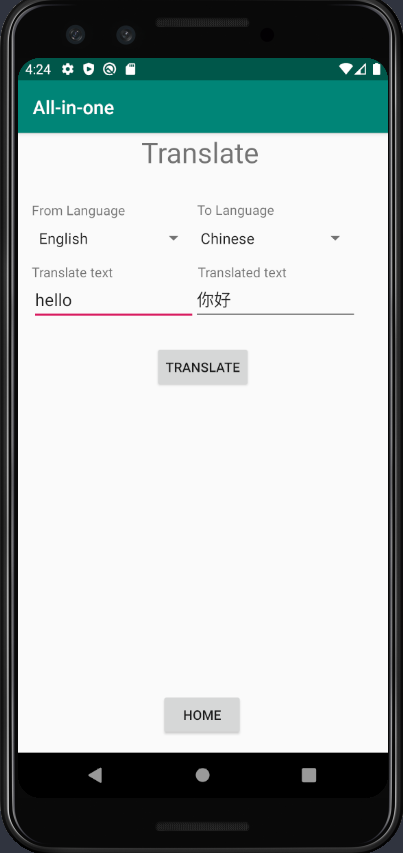 4:24
All-in-one
Translate
From Language To Language
English Chinese
Translate text Translated text
hello 你好
TRANSLATE
HOME